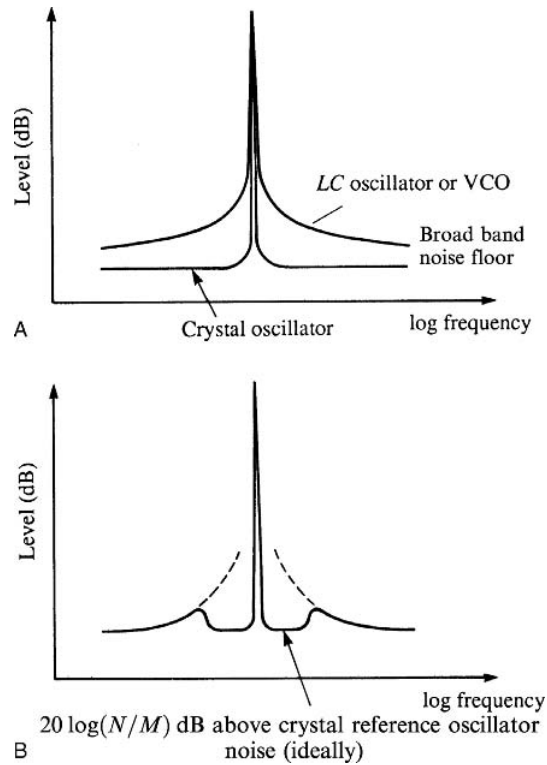 Level (dB)
LC oscillator or VCO
Broad band
noise floor
Crystal oscillator
log frequency
A
Level (dB)
log frequency
20 log(N/M) dB above crystal reference oscillator
noise (ideally)
B